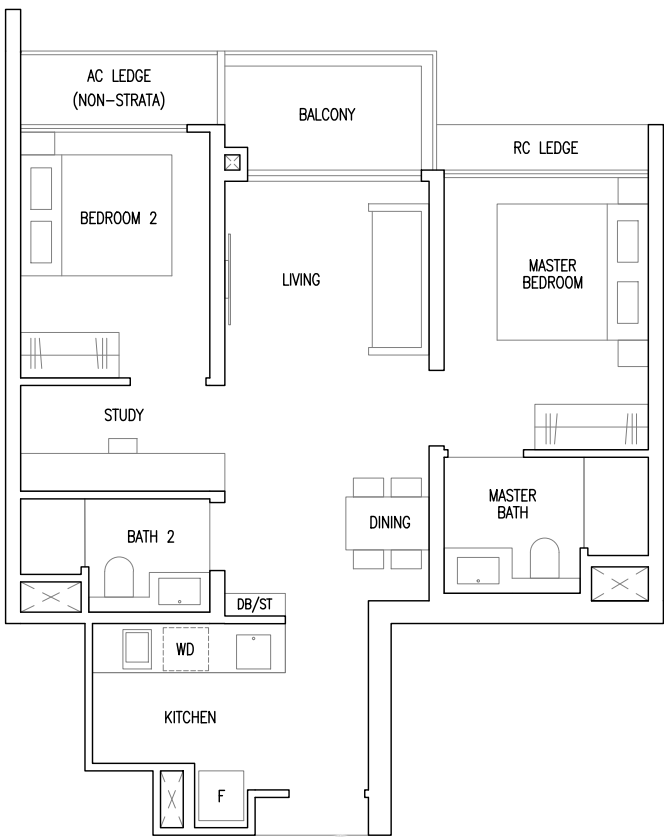 AC LEDGE
(NON-STRATA)
BALCONY
RC LEDGE
BEDROOM 2
LIVING
MASTER
BEDROOM
STUDY
MASTER
BATH
DINING
BATH 2
DB/ST
WD
KITCHEN
F